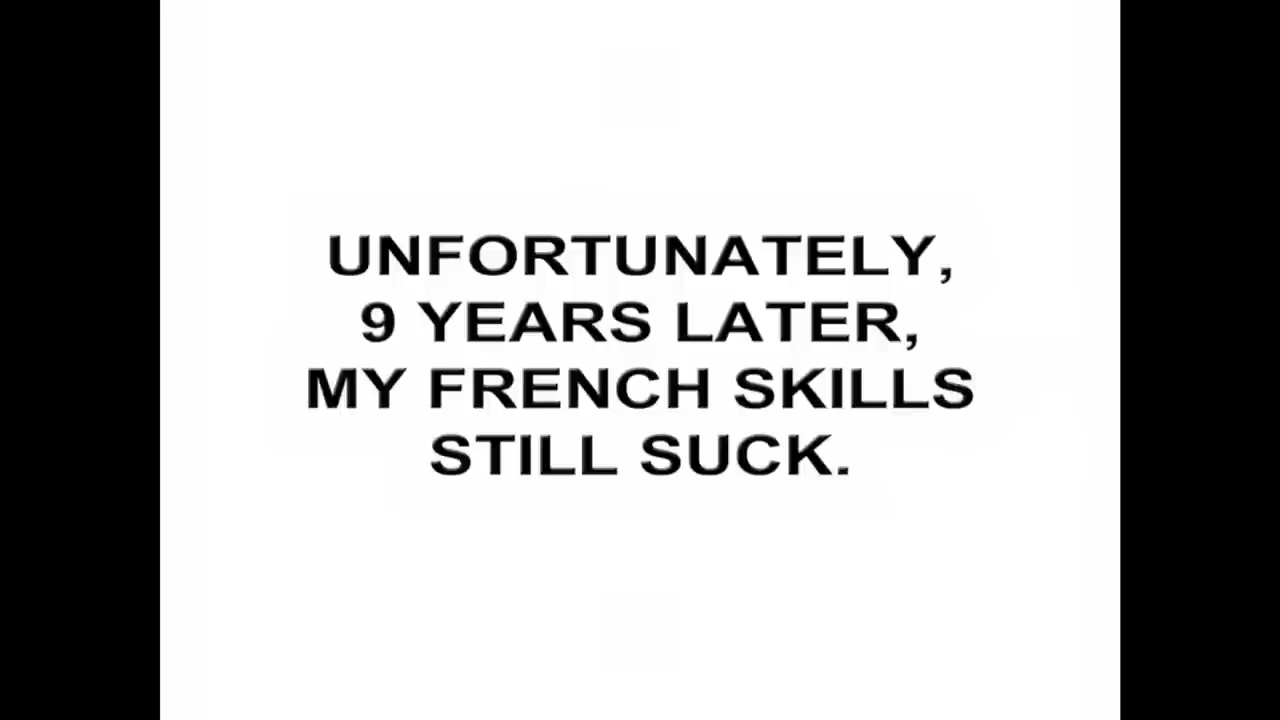 UNFORTUNATELY,
9 YEARS LATER,
MY FRENCH SKILLS
STILL SUCK.